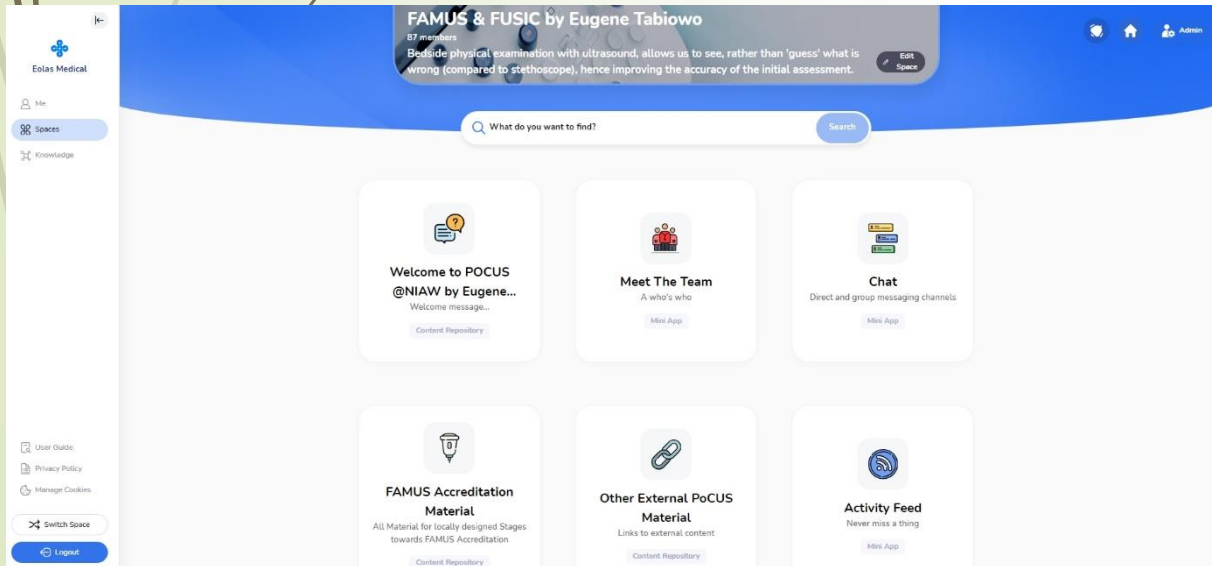 Eolas Medical
Me
Spaces
Knowledge
User Guide
Privacy Policy
Manage Cookies
Switch Space
Logout
FAMUS & FUSIC by Eugene Tabiowo
87 members
Bedside physical examination with ultrasound, allows us to see, rather than 'guess' what is
wrong (compared to stethoscope), hence improving the accuracy of the initial assessment.
Edit
Space
Admin
What do you want to find?
Search
Welcome to POCUS
@NIAW by Eugene...
Welcome message...
Content Repository
Meet The Team
A who's who
Mini App
Chat
Direct and group messaging channels
Mini App
FAMUS Accreditation
Material
All Material for locally designed Stages
towards FAMUS Accreditation
Content Repository
Other External PoCUS
Material
Links to external content
Content Repository
Activity Feed
Never miss a thing
Mini App